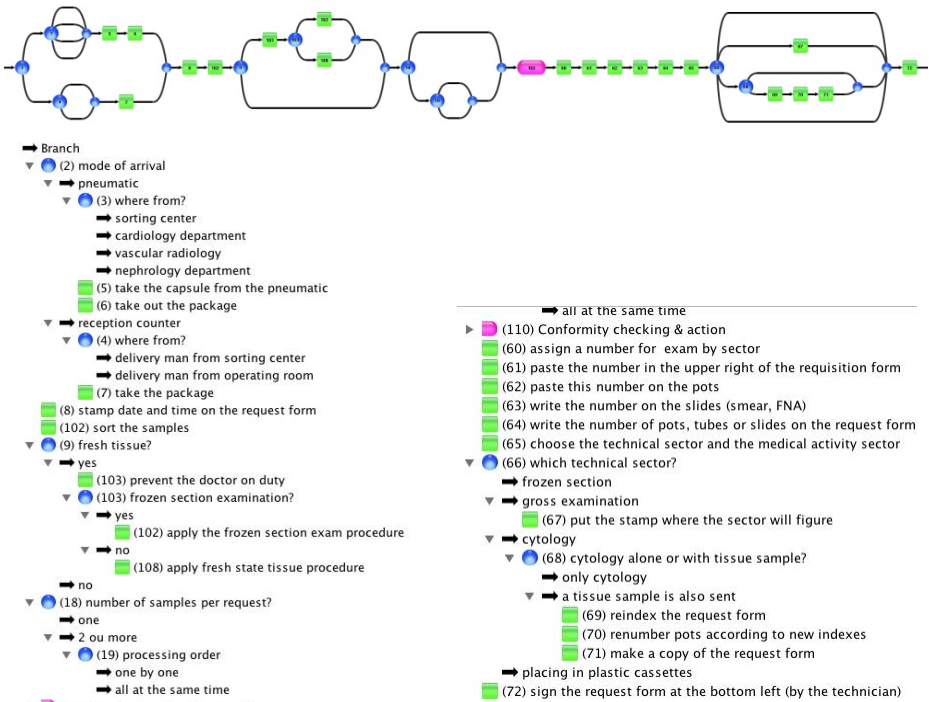 Branch
(2) mode of arrival
pneumatic
(3) where from?
sorting center
cardiology department
vascular radiology
nephrology department
(5) take the capsule from the pneumatic
(6) take out the package
reception counter
(4) where from?
delivery man from sorting center
delivery man from operating room
(7) take the package
(8) stamp date and time on the request form
(102) sort the samples
(9) fresh tissue?
yes
(103) prevent the doctor on duty
(103) frozen section examination?
yes
(102) apply the frozen section exam procedure
no
(108) apply fresh state tissue procedure
no
(18) number of samples per request?
one
2 ou more
(19) processing order
one by one
all at the same time
all at the same time
(110) Conformity checking & action
(60) assign a number for exam by sector
(61) paste the number in the upper right of the requisition form
(62) paste this number on the pots
(63) write the number on the slides (smear, FNA)
(64) write the number of pots, tubes or slides on the request form
(65) choose the technical sector and the medical activity sector
(66) which technical sector?
frozen section
gross examination
(67) put the stamp where the sector will figure
cytology
(68) cytology alone or with tissue sample?
only cytology
a tissue sample is also sent
(69) reindex the request form
(70) renumber pots according to new indexes
(71) make a copy of the request form
placing in plastic cassettes
(72) sign the request form at the bottom left (by the technician)